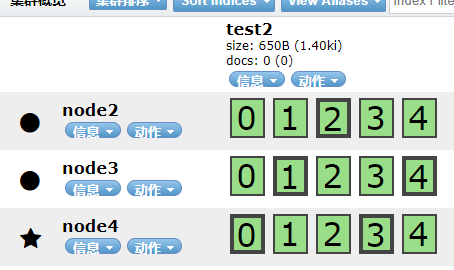 集群概览 集群排序 Sort Indices View Aliases Index Filter
test2
size: 650B (1.40ki)
docs: 0 (0)
信息 动作
node2
信息 动作
0 1 2 3 4
node3
信息 动作
0 1 2 3 4
node4
信息 动作
0 1 2 3 4